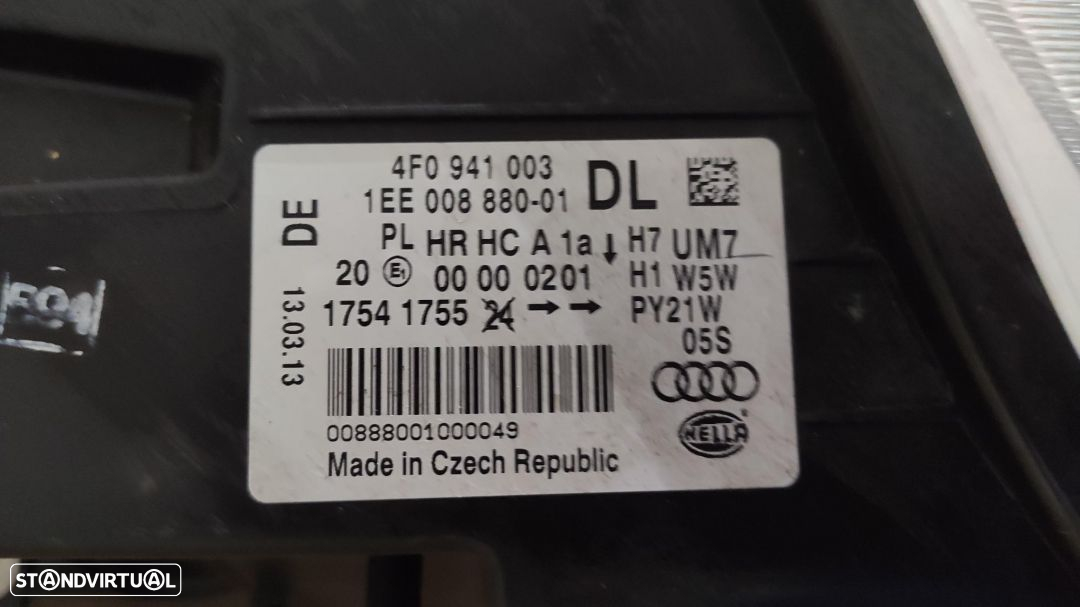 4F0 941 003
1EE 008 880-01 DL
DE
PL HR HC A 1a ↓ H7 UM7
20 E1 00 00 0201 H1 W5W
1754 1755 24 → → PY21W
05S
13.03.13
00888001000049
HELLA
Made in Czech Republic
STANDVIRTUAL